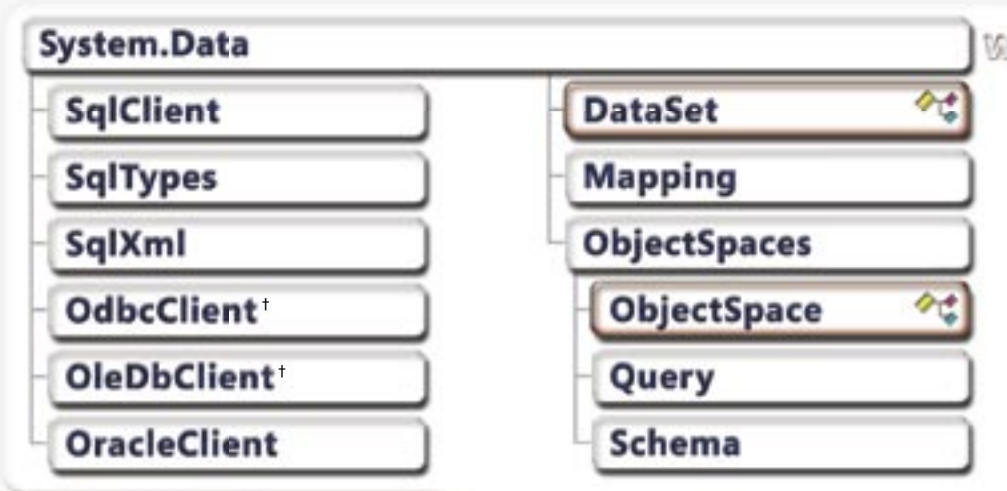 System.Data
SqlClient
SqlTypes
SqlXml
OdbcClient†
OleDbClient†
OracleClient
DataSet
Mapping
ObjectSpaces
ObjectSpace
Query
Schema